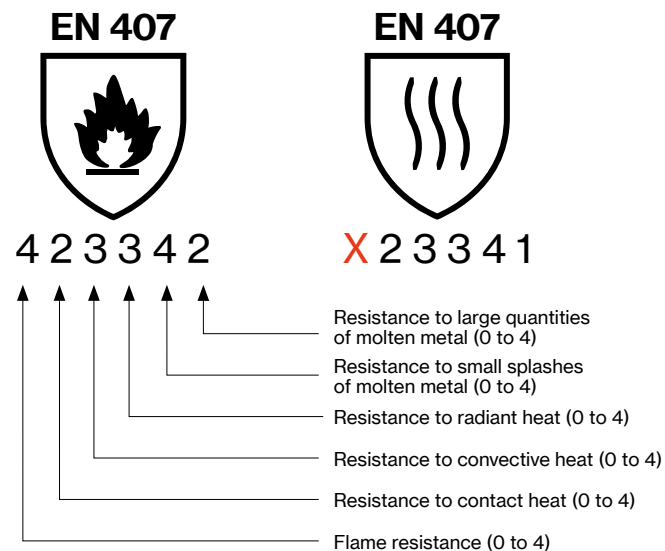 EN 407
EN 407
4 2 3 3 4 2
X 2 3 3 4 1
Resistance to large quantities
of molten metal (0 to 4)
Resistance to small splashes
of molten metal (0 to 4)
Resistance to radiant heat (0 to 4)
Resistance to convective heat (0 to 4)
Resistance to contact heat (0 to 4)
Flame resistance (0 to 4)